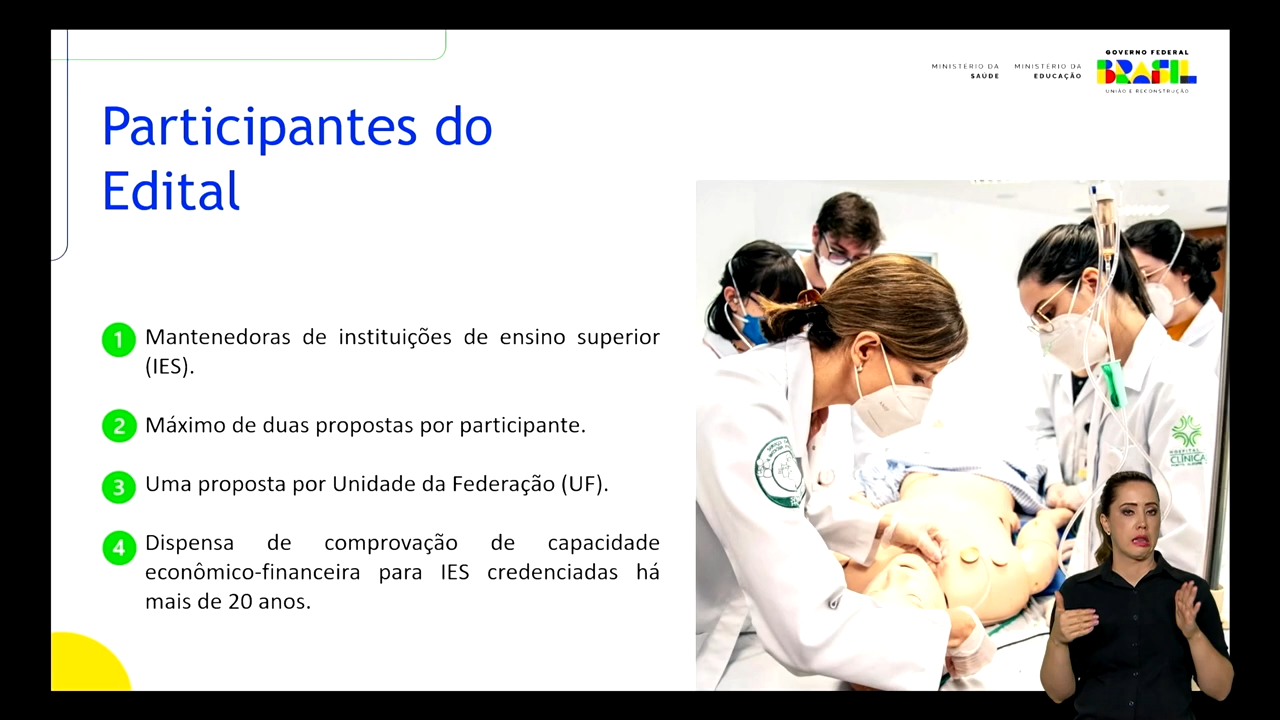 GOVERNO FEDERAL
MINISTÉRIO DA
SAÚDE
MINISTÉRIO DA
EDUCAÇÃO
BRASIL
UNIÃO E RECONSTRUÇÃO
Participantes do
Edital
1 Mantenedoras de instituições de ensino superior
(IES).
2 Máximo de duas propostas por participante.
3 Uma proposta por Unidade da Federação (UF).
4 Dispensa de comprovação de capacidade
econômico-financeira para IES credenciadas há
mais de 20 anos.
HOSPITAL
CLÍNICA